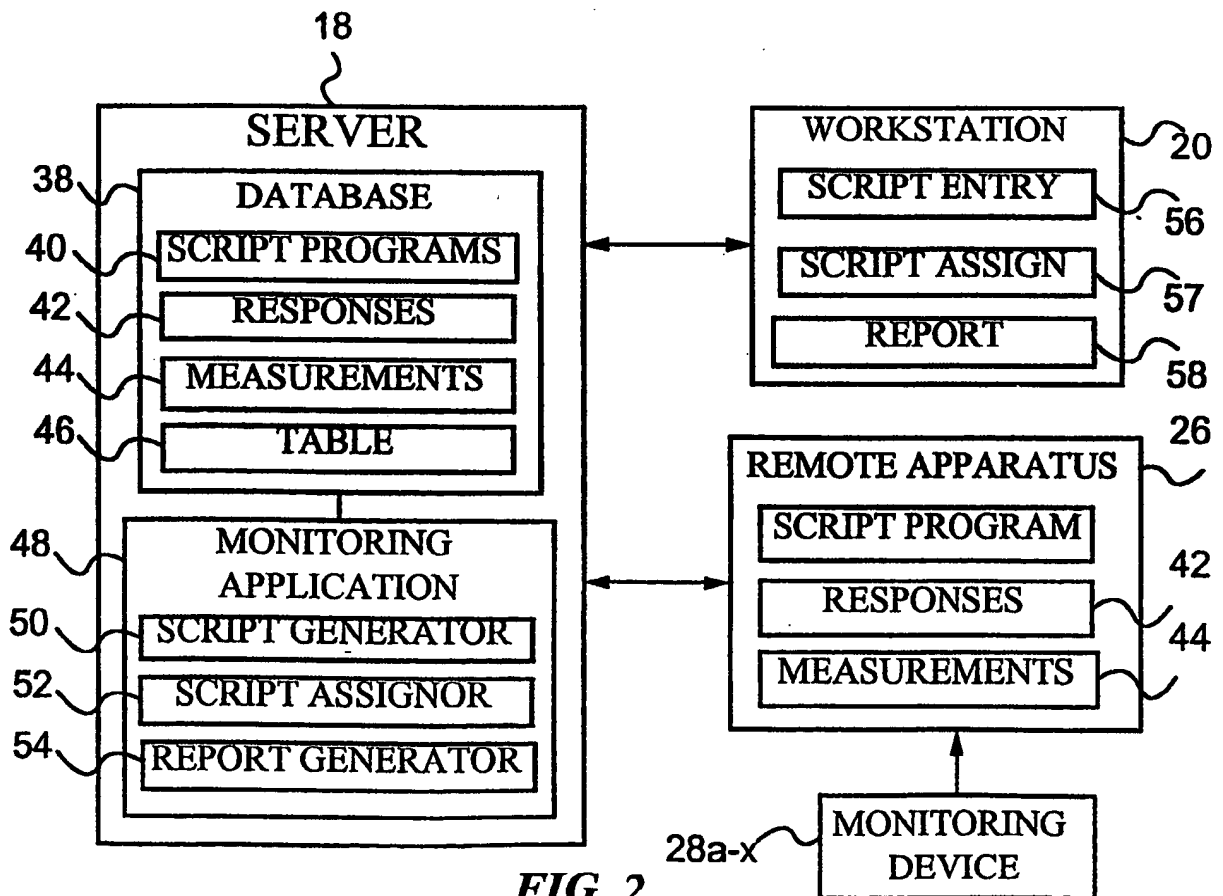 18
SERVER
38
DATABASE
40
SCRIPT PROGRAMS
42
RESPONSES
44
MEASUREMENTS
46
TABLE
48
MONITORING
APPLICATION
50
SCRIPT GENERATOR
52
SCRIPT ASSIGNOR
54
REPORT GENERATOR
WORKSTATION
20
SCRIPT ENTRY
56
SCRIPT ASSIGN
57
REPORT
58
26
REMOTE APPARATUS
SCRIPT PROGRAM
42
RESPONSES
44
MEASUREMENTS
28a-x
MONITORING
DEVICE
FIG. 2